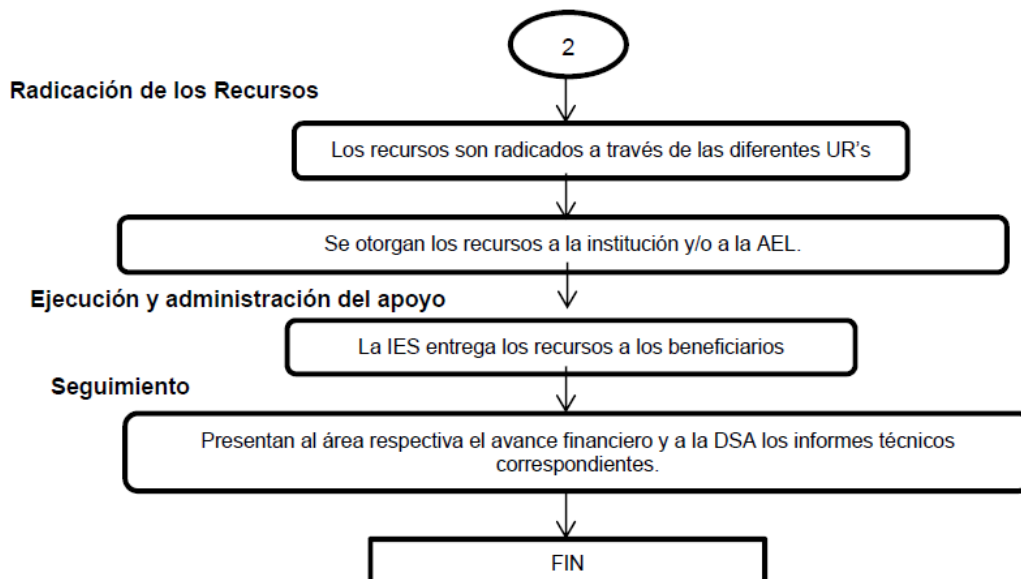 2
Radicación de los Recursos
Los recursos son radicados a través de las diferentes UR's
Se otorgan los recursos a la institución y/o a la AEL.
Ejecución y administración del apoyo
La IES entrega los recursos a los beneficiarios
Seguimiento
Presentan al área respectiva el avance financiero y a la DSA los informes técnicos
correspondientes.
FIN